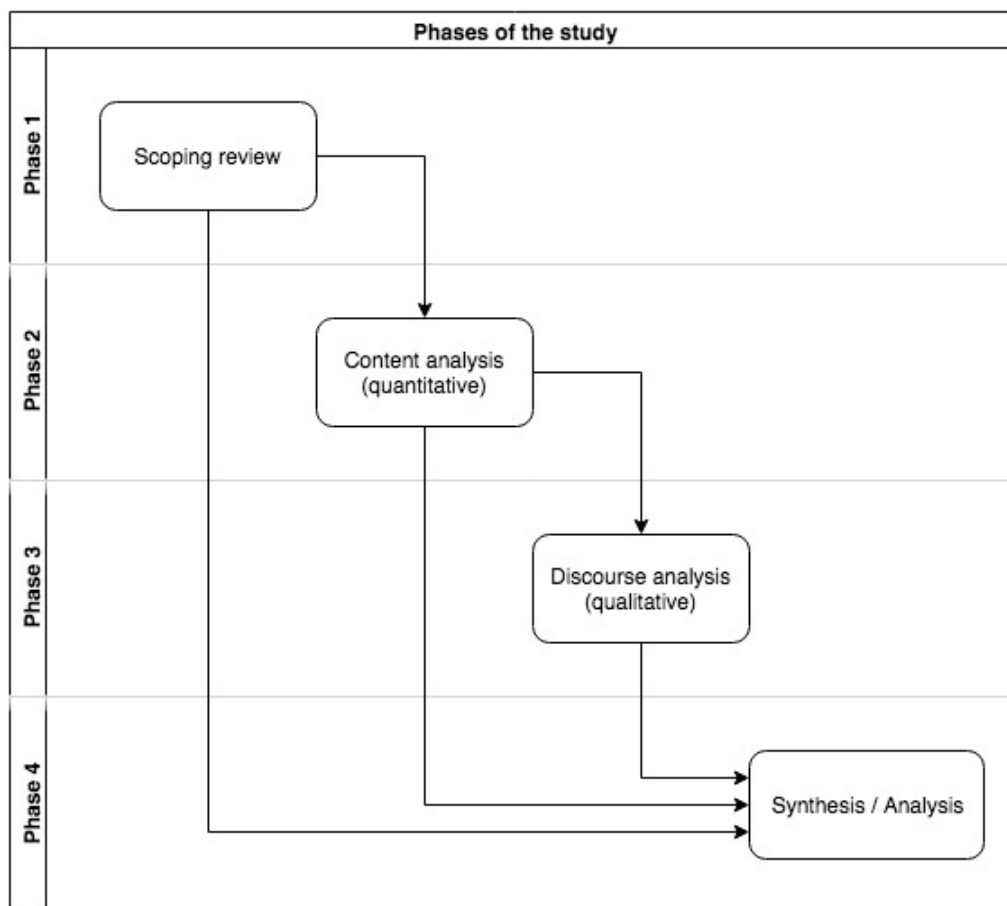 Phases of the study
Phase 1
Scoping review
Phase 2
Content analysis
(quantitative)
Phase 3
Discourse analysis
(qualitative)
Phase 4
Synthesis / Analysis